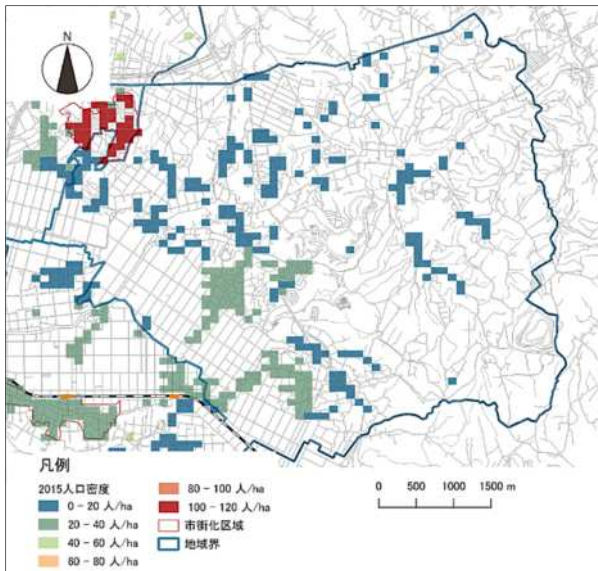 N
凡例
2015人口密度
0 - 20 人/ha
20 - 40 人/ha
40 - 60 人/ha
60 - 80 人/ha
80 - 100 人/ha
100 - 120 人/ha
市街化区域
地域界
0 500 1000 1500 m